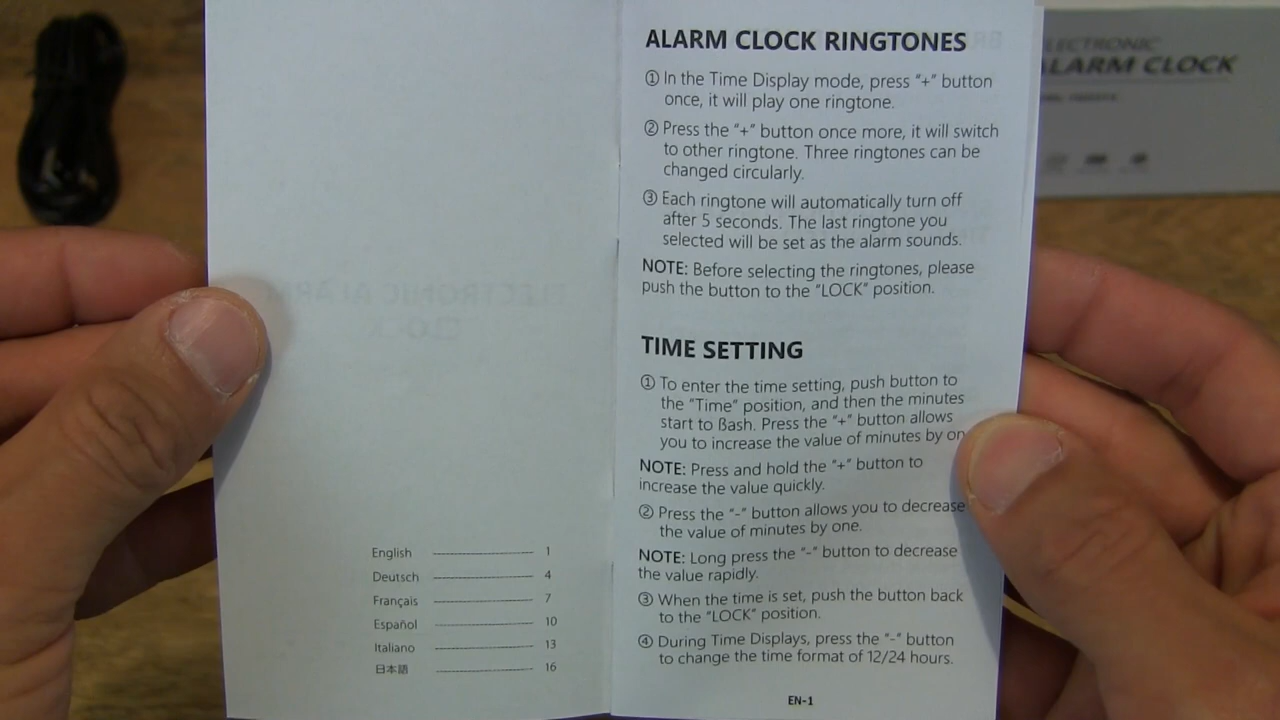 English 1
Deutsch 4
Français 7
Español 10
Italiano 13
日本語 16
ALARM CLOCK RINGTONES
① In the Time Display mode, press "+" button
once, it will play one ringtone.
② Press the "+" button once more, it will switch
to other ringtone. Three ringtones can be
changed circularly.
③ Each ringtone will automatically turn off
after 5 seconds. The last ringtone you
selected will be set as the alarm sounds.
NOTE: Before selecting the ringtones, please
push the button to the "LOCK" position.
TIME SETTING
① To enter the time setting, push button to
the "Time" position, and then the minutes
start to ßash. Press the "+" button allows
you to increase the value of minutes by on
NOTE: Press and hold the "+" button to
increase the value quickly.
② Press the "-" button allows you to decrease
the value of minutes by one.
NOTE: Long press the "-" button to decrease
the value rapidly.
③ When the time is set, push the button back
to the "LOCK" position.
④ During Time Displays, press the "-" button
to change the time format of 12/24 hours.
EN-1
ELECTRONIC
ALARM CLOCK